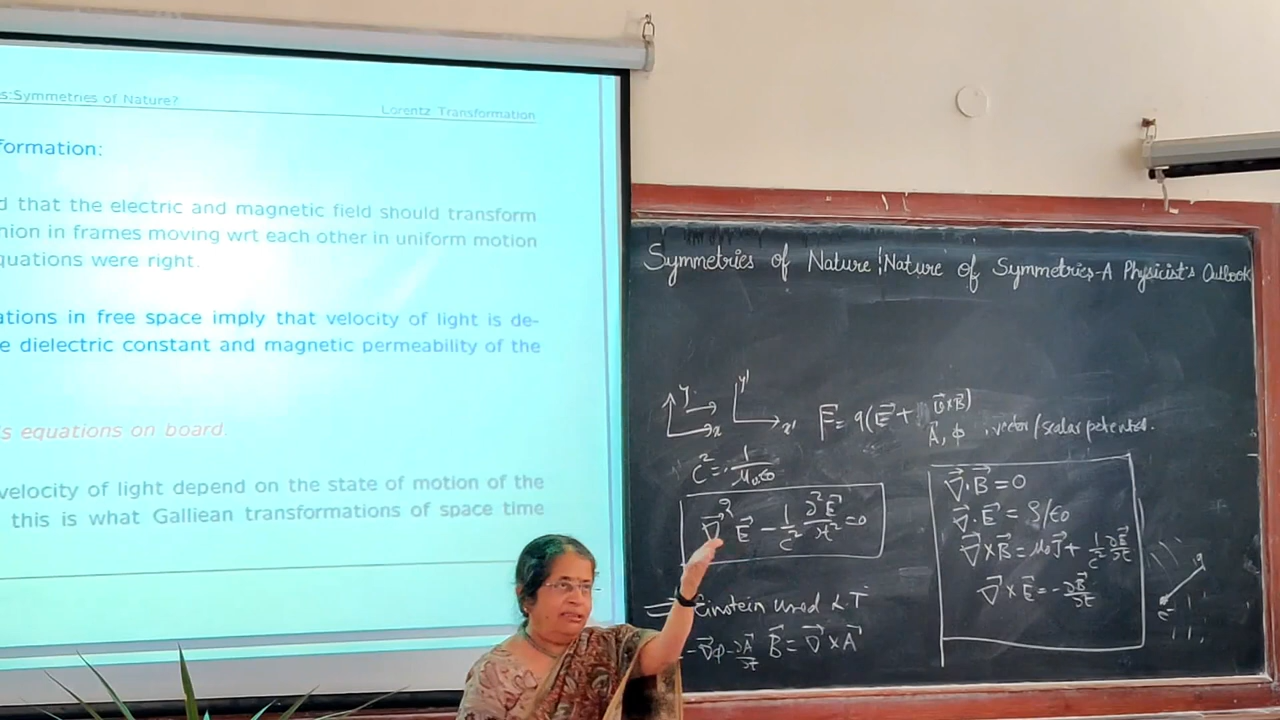 s:Symmetries of Nature?
Lorentz Transformation
formation:
d that the electric and magnetic field should transform
hion in frames moving wrt each other in uniform motion
quations were right.
ations in free space imply that velocity of light is de-
e dielectric constant and magnetic permeability of the
s equations on board.
velocity of light depend on the state of motion of the
this is what Galliean transformations of space time
Symmetries of Nature:Nature of Symmetries-A Physicist's Outlook
y y'
x x'
F⃗ = q(E⃗ + v⃗×B⃗)
A⃗, ϕ , vector/scalar potential.
c² = 1/μ₀ε₀
∇⃗² E⃗ - 1/c² ∂²E⃗/∂t² = 0
∇⃗·B⃗ = 0
∇⃗·E⃗ = ρ/ε₀
∇⃗×B⃗ = μ₀J⃗ + 1/c² ∂E⃗/∂t
∇⃗×E⃗ = -∂B⃗/∂t
e⁻
⇒ Einstein used L.T
-∇⃗ϕ-∂A⃗/∂t B⃗ = ∇⃗×A⃗